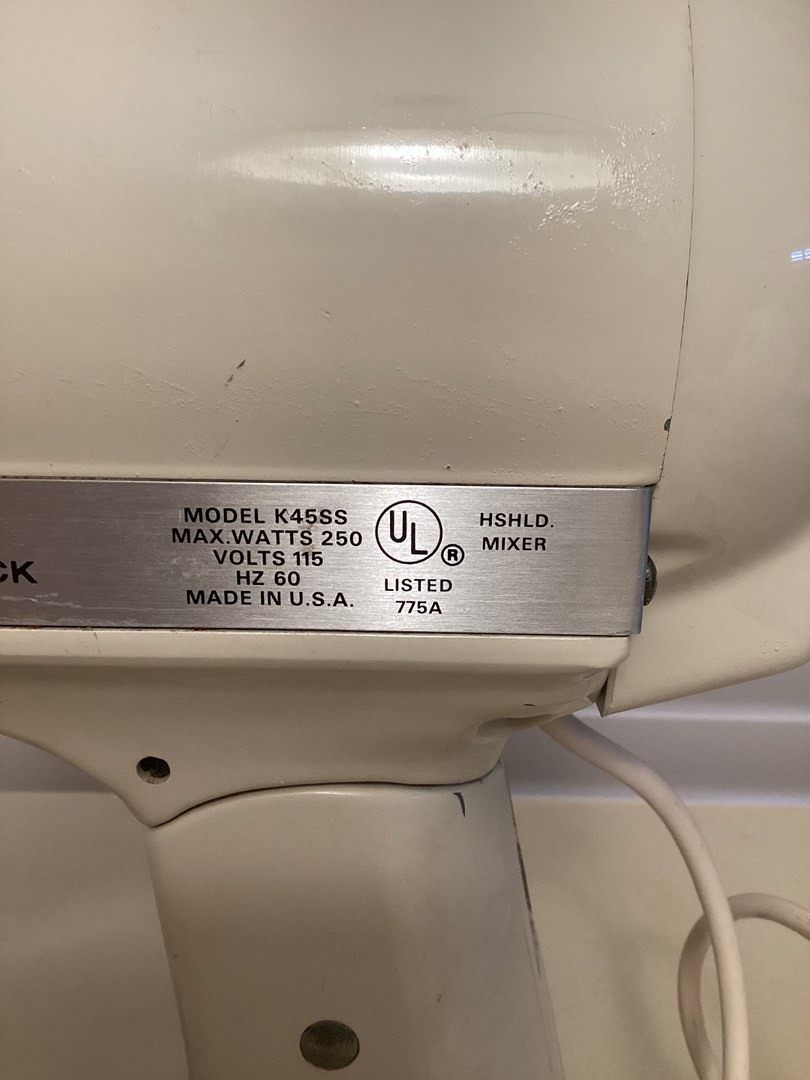 CK
MODEL K45SS
MAX.WATTS 250
VOLTS 115
HZ 60
MADE IN U.S.A.
UL ®
LISTED
775A
HSHLD.
MIXER